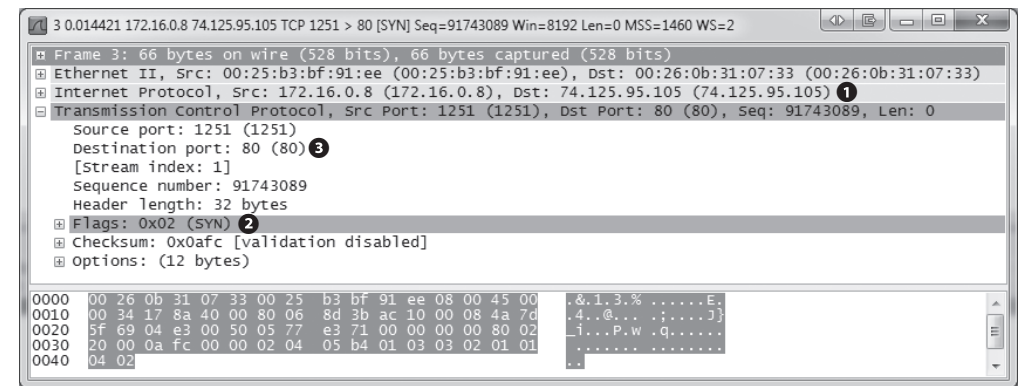 3 0.014421 172.16.0.8 74.125.95.105 TCP 1251 > 80 [SYN] Seq=91743089 Win=8192 Len=0 MSS=1460 WS=2
Frame 3: 66 bytes on wire (528 bits), 66 bytes captured (528 bits)
Ethernet II, Src: 00:25:b3:bf:91:ee (00:25:b3:bf:91:ee), Dst: 00:26:0b:31:07:33 (00:26:0b:31:07:33)
Internet Protocol, Src: 172.16.0.8 (172.16.0.8), Dst: 74.125.95.105 (74.125.95.105) 1
Transmission Control Protocol, Src Port: 1251 (1251), Dst Port: 80 (80), Seq: 91743089, Len: 0
Source port: 1251 (1251)
Destination port: 80 (80) 3
[Stream index: 1]
Sequence number: 91743089
Header length: 32 bytes
Flags: 0x02 (SYN) 2
Checksum: 0x0afc [validation disabled]
Options: (12 bytes)
0000 00 26 0b 31 07 33 00 25 b3 bf 91 ee 08 00 45 00 .&.1.3.% ......E.
0010 00 34 17 8a 40 00 80 06 8d 3b ac 10 00 08 4a 7d .4..@... .;....J}
0020 5f 69 04 e3 00 50 05 77 e3 71 00 00 00 00 80 02 _i...P.w .q......
0030 20 00 0a fc 00 00 02 04 05 b4 01 03 03 02 01 01 ....... ........
0040 04 02 ..